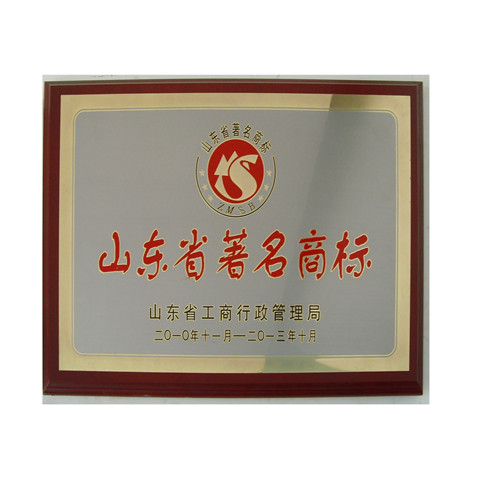 山东省著名商标
ZMSB
山东省著名商标
山东省工商行政管理局
二〇一〇年十一月一二〇一三年十月